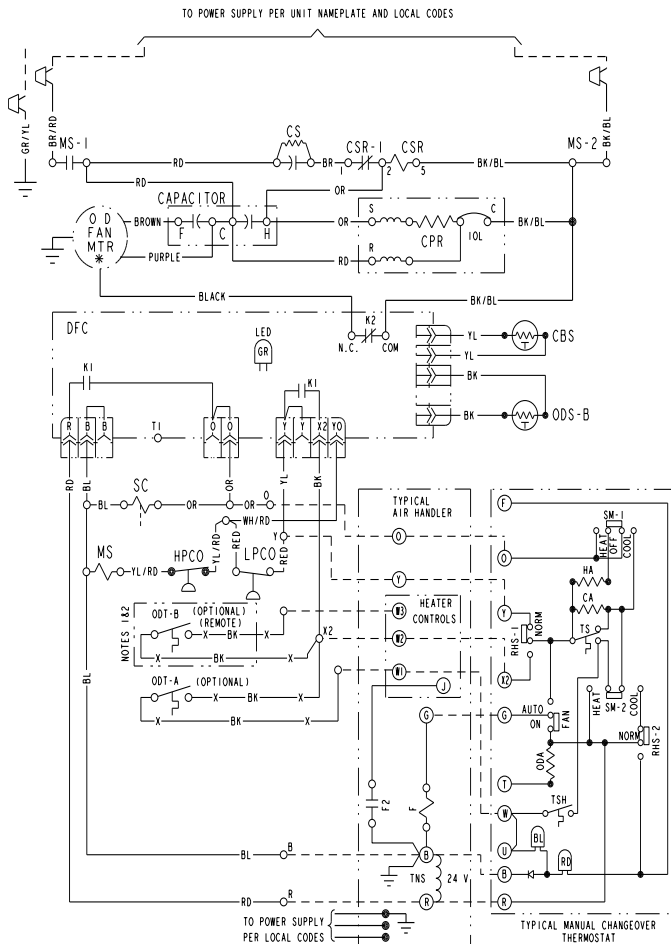 TO POWER SUPPLY PER UNIT NAMEPLATE AND LOCAL CODES
GR/YL
BR/RD
BK/BL
MS-1
RD
CS
BR
CSR-1
1
2
CSR
5
BK/BL
MS-2
RD
OR
CAPACITOR
O D
FAN
MTR
*
BROWN
F
C
H
OR
S
C
BK/BL
CPR
IOL
R
RD
PURPLE
BLACK
BK/BL
DFC
LED
GR
K2
N.C.
COM
YL
CBS
YL
BK
BK
ODS-B
K1
K1
R
B
B
T1
O
O
Y
Y
X2
YO
RD
BL
OR
YL
BK
SC
BL
OR
OR
O
WH/RD
Y
MS
YL/RD
HPCO
YL/RD
RED
LPCO
RED
NOTES 1&2
ODT-B
(OPTIONAL)
(REMOTE)
X
BK
X
X
BK
X
X2
ODT-A
(OPTIONAL)
X
BK
X
X
BK
X
BL
BL
B
RD
R
TYPICAL
AIR HANDLER
O
Y
HEATER
CONTROLS
W3
W2
W1
J
G
F2
F
B
TNS
24 V
R
TO POWER SUPPLY
PER LOCAL CODES
F
SM-1
HEAT
OFF
COOL
O
HA
CA
Y
RHS-1
NORM
TS
X2
HEAT
SM-2
COOL
G
AUTO
ON
FAN
NORM
RHS-2
ODA
T
TSH
W
BL
U
RD
B
R
TYPICAL MANUAL CHANGEOVER
THERMOSTAT